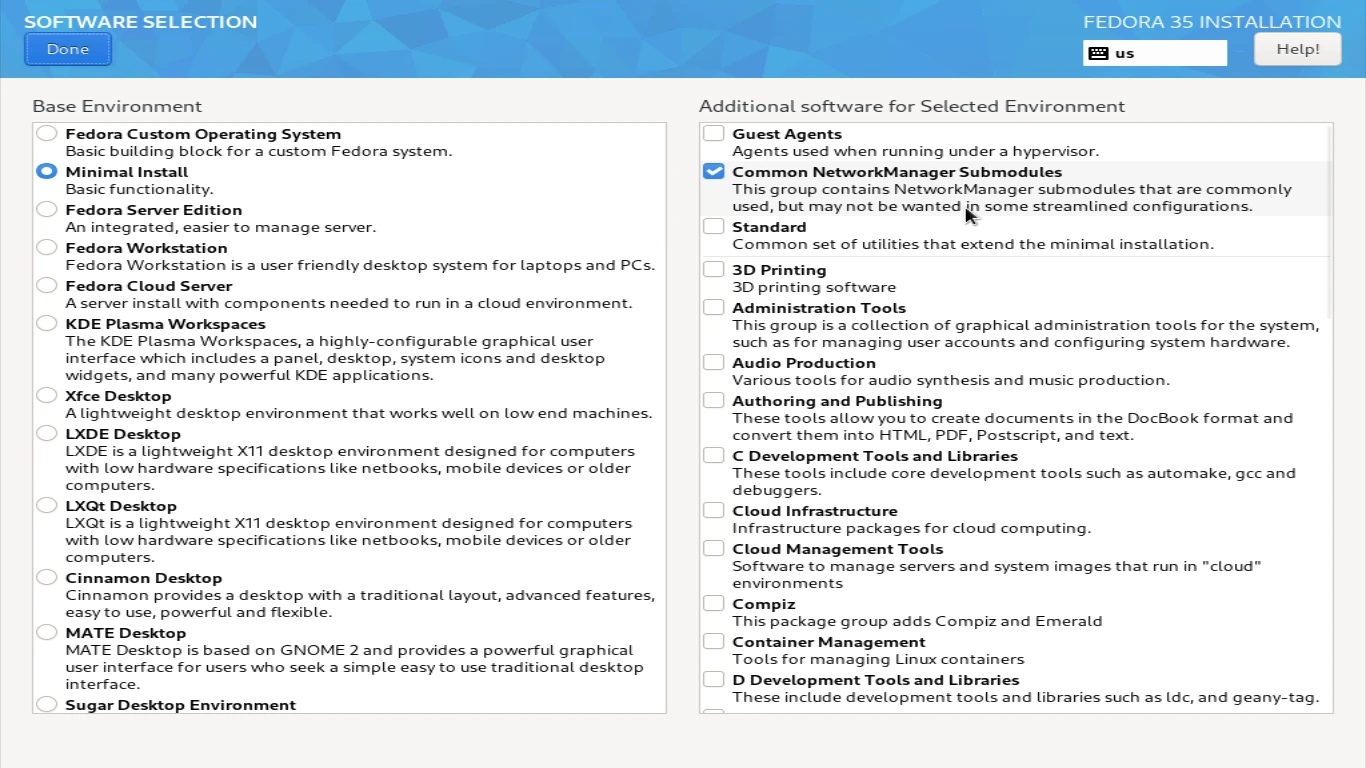 SOFTWARE SELECTION
FEDORA 35 INSTALLATION
Done
us
Help!
Base Environment
Fedora Custom Operating System
Basic building block for a custom Fedora system.
Minimal Install
Basic functionality.
Fedora Server Edition
An integrated, easier to manage server.
Fedora Workstation
Fedora Workstation is a user friendly desktop system for laptops and PCs.
Fedora Cloud Server
A server install with components needed to run in a cloud environment.
KDE Plasma Workspaces
The KDE Plasma Workspaces, a highly-configurable graphical user
interface which includes a panel, desktop, system icons and desktop
widgets, and many powerful KDE applications.
Xfce Desktop
A lightweight desktop environment that works well on low end machines.
LXDE Desktop
LXDE is a lightweight X11 desktop environment designed for computers
with low hardware specifications like netbooks, mobile devices or older
computers.
LXQt Desktop
LXQt is a lightweight X11 desktop environment designed for computers
with low hardware specifications like netbooks, mobile devices or older
computers.
Cinnamon Desktop
Cinnamon provides a desktop with a traditional layout, advanced features,
easy to use, powerful and flexible.
MATE Desktop
MATE Desktop is based on GNOME 2 and provides a powerful graphical
user interface for users who seek a simple easy to use traditional desktop
interface.
Sugar Desktop Environment
Additional software for Selected Environment
Guest Agents
Agents used when running under a hypervisor.
Common NetworkManager Submodules
This group contains NetworkManager submodules that are commonly
used, but may not be wanted in some streamlined configurations.
Standard
Common set of utilities that extend the minimal installation.
3D Printing
3D printing software
Administration Tools
This group is a collection of graphical administration tools for the system,
such as for managing user accounts and configuring system hardware.
Audio Production
Various tools for audio synthesis and music production.
Authoring and Publishing
These tools allow you to create documents in the DocBook format and
convert them into HTML, PDF, Postscript, and text.
C Development Tools and Libraries
These tools include core development tools such as automake, gcc and
debuggers.
Cloud Infrastructure
Infrastructure packages for cloud computing.
Cloud Management Tools
Software to manage servers and system images that run in "cloud"
environments
Compiz
This package group adds Compiz and Emerald
Container Management
Tools for managing Linux containers
D Development Tools and Libraries
These include development tools and libraries such as ldc, and geany-tag.